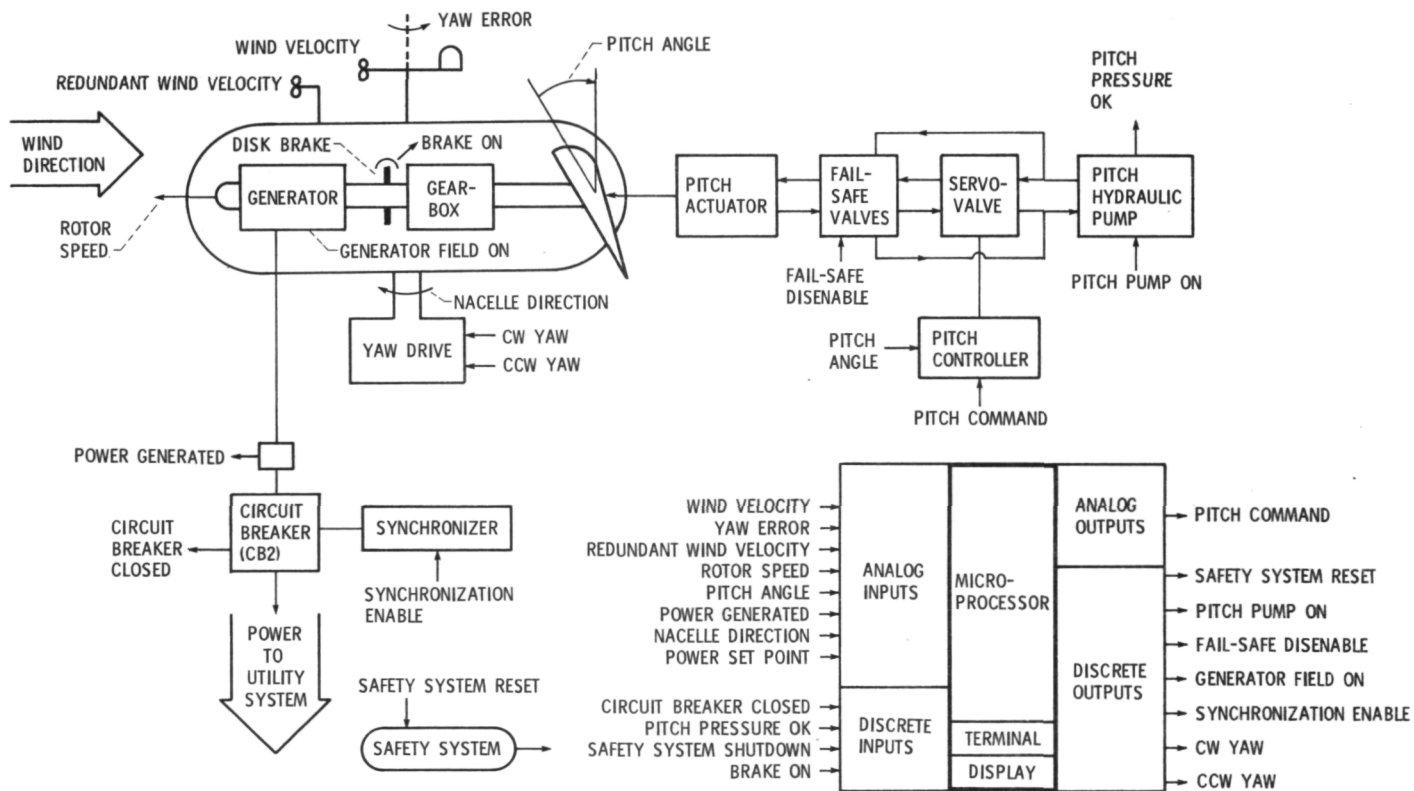 YAW ERROR
WIND VELOCITY
PITCH ANGLE
REDUNDANT WIND VELOCITY
WIND
DIRECTION
DISK BRAKE
BRAKE ON
GENERATOR
GEAR-
BOX
ROTOR
SPEED
GENERATOR FIELD ON
NACELLE DIRECTION
YAW DRIVE
CW YAW
CCW YAW
PITCH
PRESSURE
OK
PITCH
ACTUATOR
FAIL-
SAFE
VALVES
SERVO-
VALVE
PITCH
HYDRAULIC
PUMP
FAIL-SAFE
DISENABLE
PITCH PUMP ON
PITCH
ANGLE
PITCH
CONTROLLER
PITCH COMMAND
POWER GENERATED
CIRCUIT
BREAKER
CLOSED
CIRCUIT
BREAKER
(CB2)
SYNCHRONIZER
SYNCHRONIZATION
ENABLE
POWER
TO
UTILITY
SYSTEM
SAFETY SYSTEM RESET
SAFETY SYSTEM
WIND VELOCITY
YAW ERROR
REDUNDANT WIND VELOCITY
ROTOR SPEED
PITCH ANGLE
POWER GENERATED
NACELLE DIRECTION
POWER SET POINT
CIRCUIT BREAKER CLOSED
PITCH PRESSURE OK
SAFETY SYSTEM SHUTDOWN
BRAKE ON
ANALOG
INPUTS
DISCRETE
INPUTS
MICRO-
PROCESSOR
TERMINAL
DISPLAY
ANALOG
OUTPUTS
DISCRETE
OUTPUTS
PITCH COMMAND
SAFETY SYSTEM RESET
PITCH PUMP ON
FAIL-SAFE DISENABLE
GENERATOR FIELD ON
SYNCHRONIZATION ENABLE
CW YAW
CCW YAW